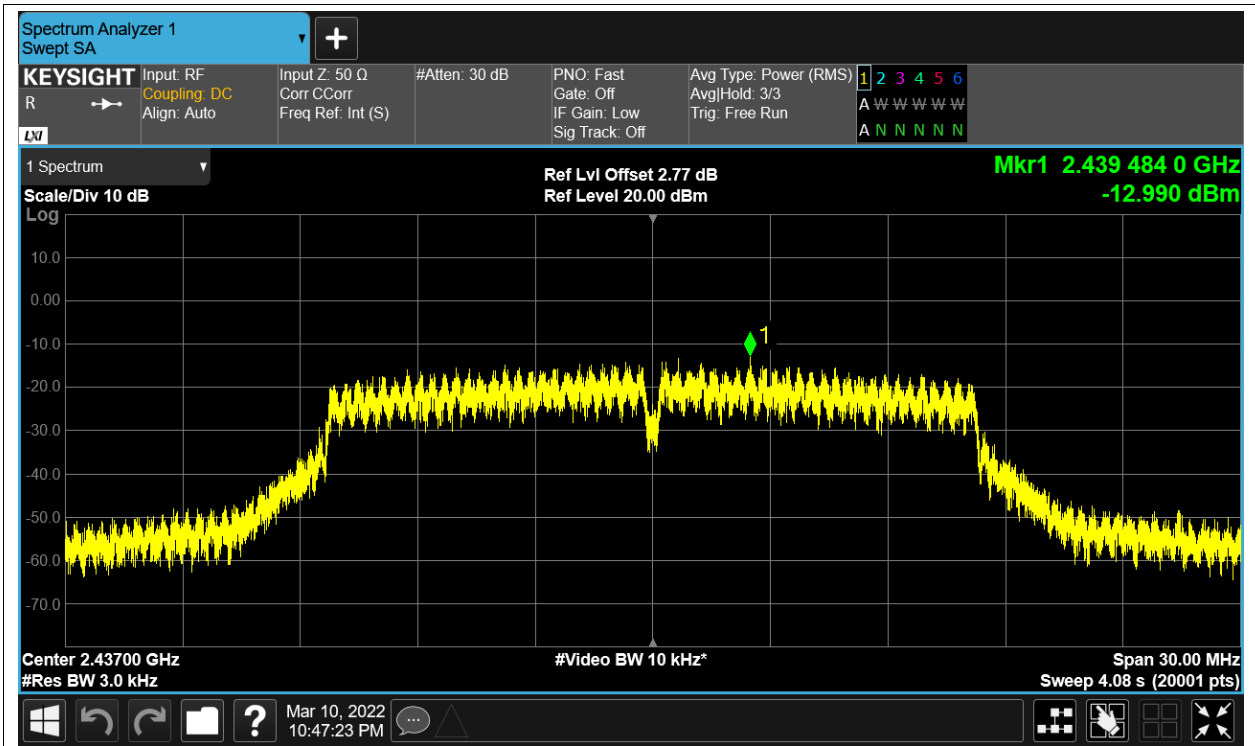 Spectrum Analyzer 1
Swept SA
KEYSIGHT
R
LXI
Input: RF
Coupling: DC
Align: Auto
Input Z: 50 Ω
Corr CCorr
Freq Ref: Int (S)
#Atten: 30 dB
PNO: Fast
Gate: Off
IF Gain: Low
Sig Track: Off
Avg Type: Power (RMS)
Avg|Hold: 3/3
Trig: Free Run
1 2 3 4 5 6
A W W W W W
A N N N N N
1 Spectrum
Scale/Div 10 dB
Ref Lvl Offset 2.77 dB
Ref Level 20.00 dBm
Mkr1 2.439 484 0 GHz
-12.990 dBm
Log
10.0
0.00
-10.0
-20.0
-30.0
-40.0
-50.0
-60.0
-70.0
1
Center 2.43700 GHz
#Res BW 3.0 kHz
#Video BW 10 kHz*
Span 30.00 MHz
Sweep 4.08 s (20001 pts)
?
Mar 10, 2022
10:47:23 PM